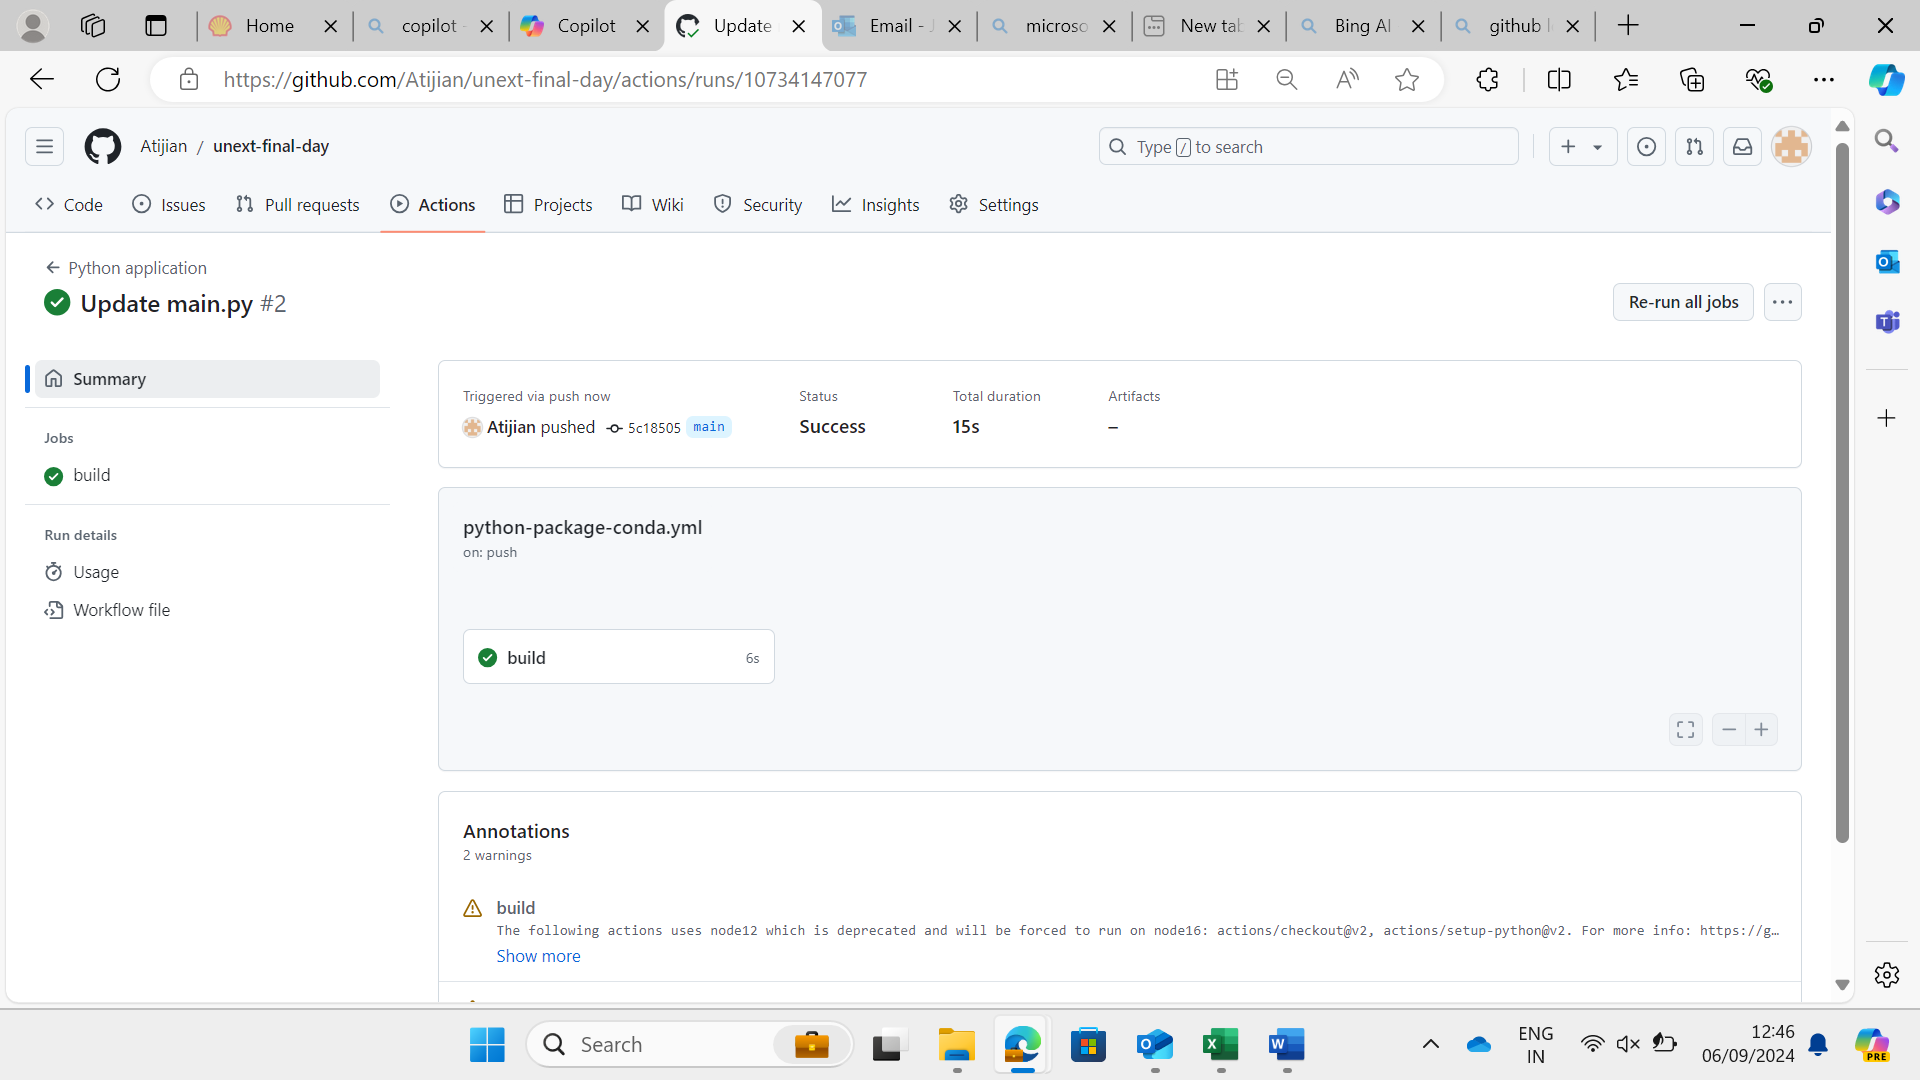 Home
copilot -
Copilot
Update
Email - J
microso
New tab
Bing AI
github l
https://github.com/Atijian/unext-final-day/actions/runs/10734147077
Atijian / unext-final-day
Type / to search
Code
Issues
Pull requests
Actions
Projects
Wiki
Security
Insights
Settings
Python application
Update main.py #2
Re-run all jobs
Summary
Jobs
build
Run details
Usage
Workflow file
Triggered via push now
Atijian pushed 5c18505 main
Status
Success
Total duration
15s
Artifacts
–
python-package-conda.yml
on: push
build 6s
Annotations
2 warnings
build
The following actions uses node12 which is deprecated and will be forced to run on node16: actions/checkout@v2, actions/setup-python@v2. For more info: https://g…
Show more
Search
ENG
IN
12:46
06/09/2024
PRE